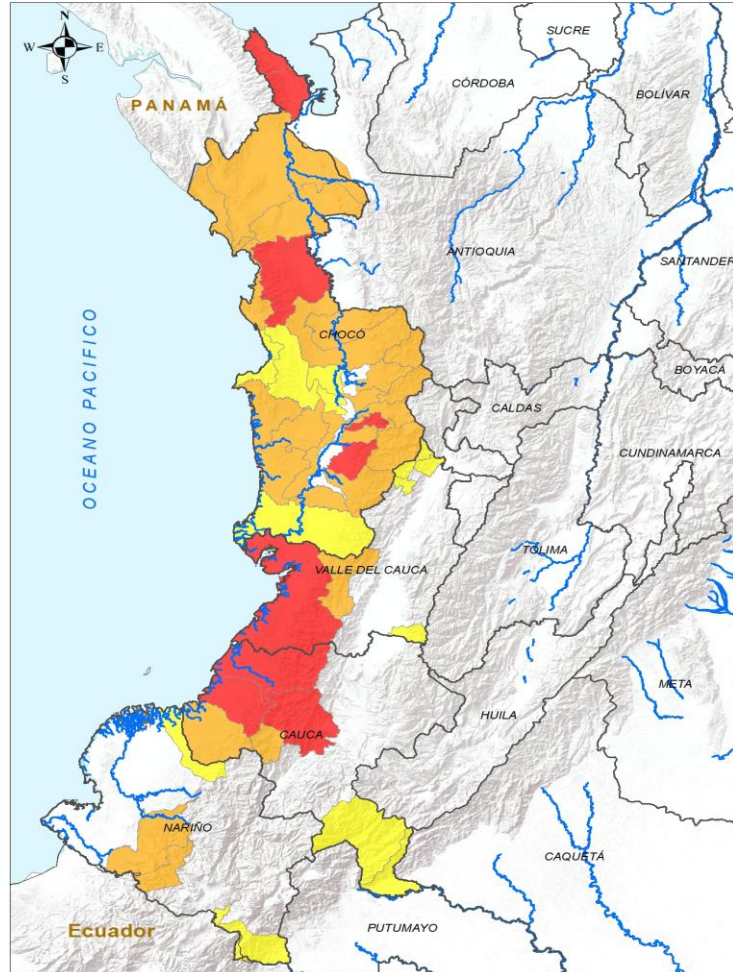 N
W E
S
SUCRE
CÓRDOBA
BOLÍVAR
PANAMÁ
ANTIOQUIA
SANTANDER
OCEANO PACIFICO
CHOCÓ
BOYACÁ
CALDAS
CUNDINAMARCA
TOLIMA
VALLE DEL CAUCA
META
HUILA
CAUCA
NARIÑO
CAQUETÁ
PUTUMAYO
Ecuador